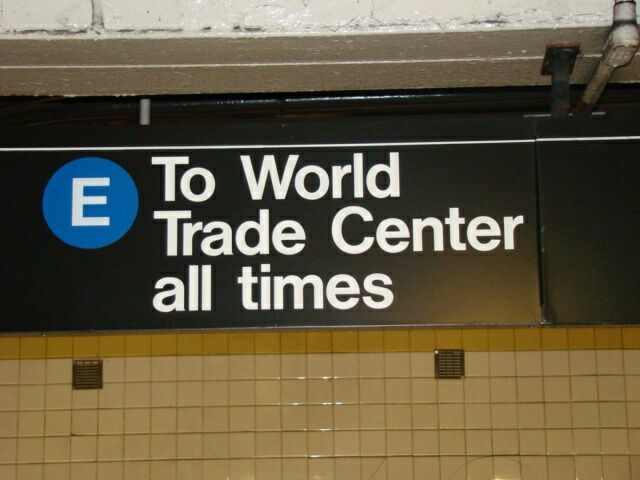 E To World
Trade Center
all times